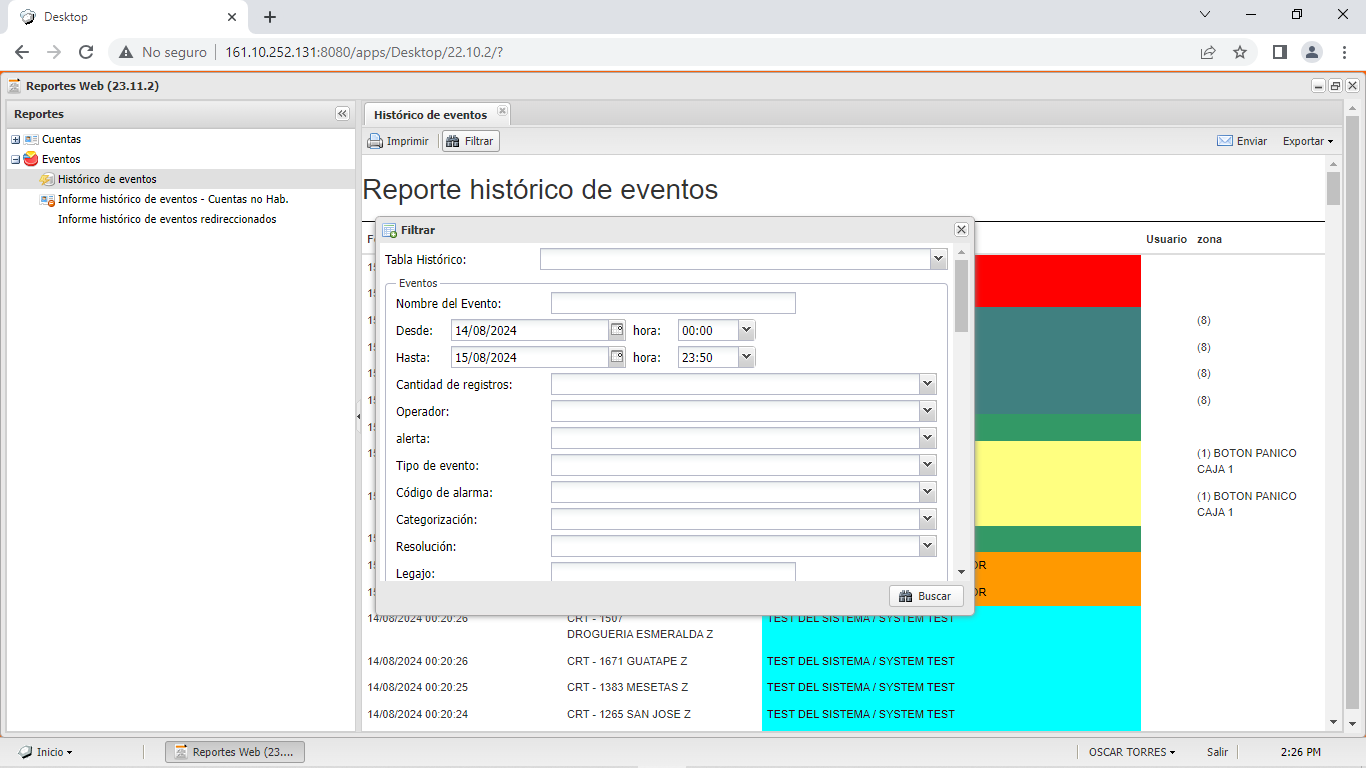 Desktop
No seguro
161.10.252.131:8080/apps/Desktop/22.10.2/?
Reportes Web (23.11.2)
Reportes
Cuentas
Eventos
Histórico de eventos
Informe histórico de eventos - Cuentas no Hab.
Informe histórico de eventos redireccionados
Histórico de eventos
Imprimir
Filtrar
Enviar
Exportar
Reporte histórico de eventos
Usuario zona
(8)
(8)
(8)
(8)
(1) BOTON PANICO
CAJA 1
(1) BOTON PANICO
CAJA 1
Filtrar
Tabla Histórico:
Eventos
Nombre del Evento:
Desde: 14/08/2024 hora: 00:00
Hasta: 15/08/2024 hora: 23:50
Cantidad de registros:
Operador:
alerta:
Tipo de evento:
Código de alarma:
Categorización:
Resolución:
Legajo:
Buscar
14/08/2024 00:20:26 CRT - 1507 TEST DEL SISTEMA / SYSTEM TEST
DROGUERIA ESMERALDA Z
14/08/2024 00:20:26 CRT - 1671 GUATAPE Z TEST DEL SISTEMA / SYSTEM TEST
14/08/2024 00:20:25 CRT - 1383 MESETAS Z TEST DEL SISTEMA / SYSTEM TEST
14/08/2024 00:20:24 CRT - 1265 SAN JOSE Z TEST DEL SISTEMA / SYSTEM TEST
Inicio
Reportes Web (23....
OSCAR TORRES
Salir
2:26 PM